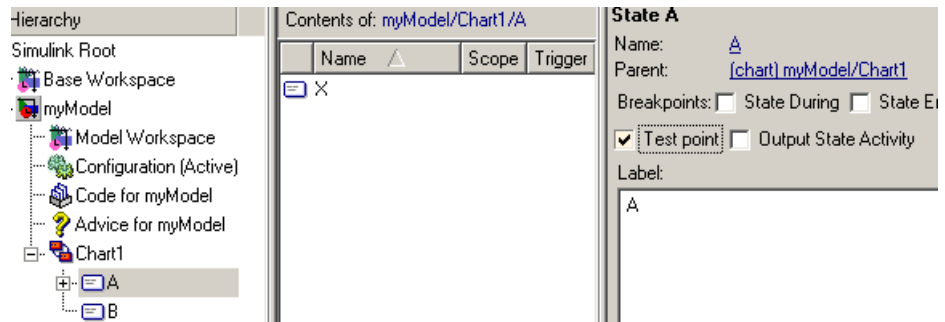 Hierarchy
Simulink Root
Base Workspace
myModel
Model Workspace
Configuration (Active)
Code for myModel
Advice for myModel
Chart1
A
B
Contents of: myModel/Chart1/A
Name Scope Trigger
X
State A
Name: A
Parent: (chart) myModel/Chart1
Breakpoints: State During State Er
Test point Output State Activity
Label:
A